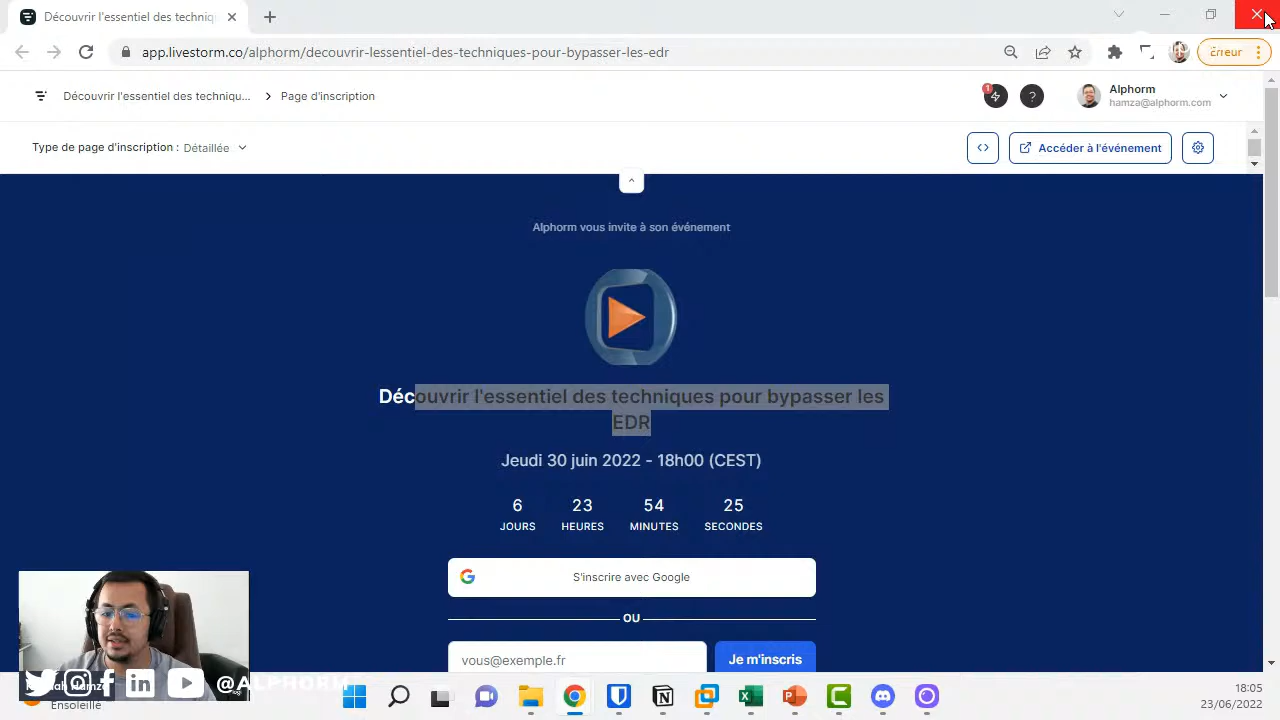 Découvrir l'essentiel des techniq
app.livestorm.co/alphorm/decouvrir-lessentiel-des-techniques-pour-bypasser-les-edr
Erreur
Découvrir l'essentiel des techniqu...
Page d'inscription
1
?
Alphorm
hamza@alphorm.com
Type de page d'inscription :
Détaillée
<>
Accéder à l'événement
Alphorm vous invite à son événement
Découvrir l'essentiel des techniques pour bypasser les
EDR
Jeudi 30 juin 2022 - 18h00 (CEST)
6 23 54 25
JOURS HEURES MINUTES SECONDES
S'inscrire avec Google
OU
vous@exemple.fr
Je m'inscris
@ALPHORM
Ensoleillé
18:05
23/06/2022